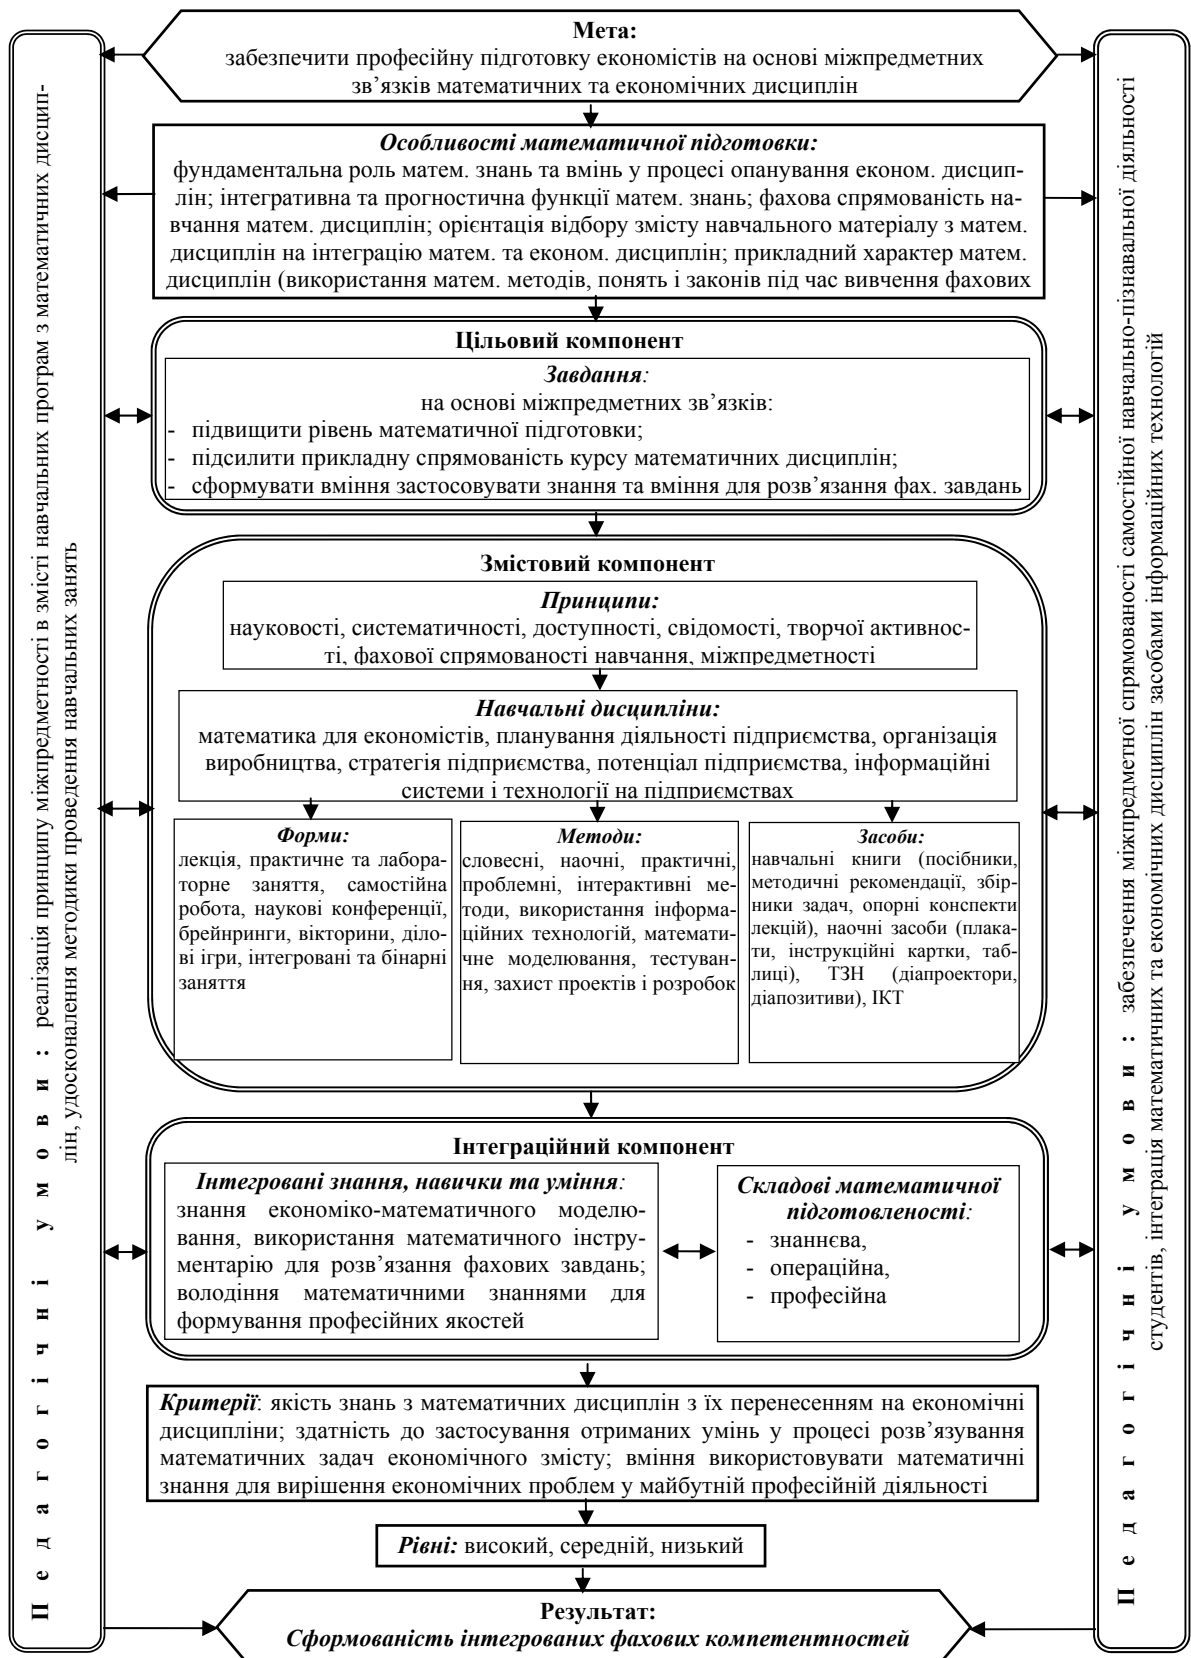 Мета:
забезпечити професійну підготовку економістів на основі міжпредметних
зв’язків математичних та економічних дисциплін
Особливості математичної підготовки:
фундаментальна роль матем. знань та вмінь у процесі опанування економ. дисцип-
лін; інтегративна та прогностична функції матем. знань; фахова спрямованість на-
вчання матем. дисциплін; орієнтація відбору змісту навчального матеріалу з матем.
дисциплін на інтеграцію матем. та економ. дисциплін; прикладний характер матем.
дисциплін (використання матем. методів, понять і законів під час вивчення фахових
Цільовий компонент
Завдання:
на основі міжпредметних зв’язків:
- підвищити рівень математичної підготовки;
- підсилити прикладну спрямованість курсу математичних дисциплін;
- сформувати вміння застосовувати знання та вміння для розв’язання фах. завдань
Змістовий компонент
Принципи:
науковості, систематичності, доступності, свідомості, творчої активнос-
ті, фахової спрямованості навчання, міжпредметності
Навчальні дисципліни:
математика для економістів, планування діяльності підприємства, організація
виробництва, стратегія підприємства, потенціал підприємства, інформаційні
системи і технології на підприємствах
Форми:
лекція, практичне та лабора-
торне заняття, самостійна
робота, наукові конференції,
брейнринги, вікторини, діло-
ві ігри, інтегровані та бінарні
заняття
Методи:
словесні, наочні, практичні,
проблемні, інтерактивні ме-
тоди, використання інформа-
ційних технологій, математи-
чне моделювання, тестуван-
ня, захист проектів і розробок
Засоби:
навчальні книги (посібники,
методичні рекомендації, збір-
ники задач, опорні конспекти
лекцій), наочні засоби (плака-
ти, інструкційні картки, таб-
лиці), ТЗН (діапроектори,
діапозитиви), ІКТ
Інтеграційний компонент
Інтегровані знання, навички та уміння:
знання економіко-математичного моделю-
вання, використання математичного інстру-
ментарію для розв’язання фахових завдань;
володіння математичними знаннями для
формування професійних якостей
Складові математичної
підготовленості:
- знаннєва,
- операційна,
- професійна
Критерії: якість знань з математичних дисциплін з їх перенесенням на економічні
дисципліни; здатність до застосування отриманих умінь у процесі розв’язування
математичних задач економічного змісту; вміння використовувати математичні
знання для вирішення економічних проблем у майбутній професійній діяльності
Рівні: високий, середній, низький
Результат:
Сформованість інтегрованих фахових компетентностей
Педагогічні умови: реалізація принципу міжпредметності в змісті навчальних програм з математичних дисцип-
лін, удосконалення методики проведення навчальних занять
Педагогічні умови: забезпечення міжпредметної спрямованості самостійної навчально-пізнавальної діяльності
студентів, інтеграція математичних та економічних дисциплін засобами інформаційних технологій